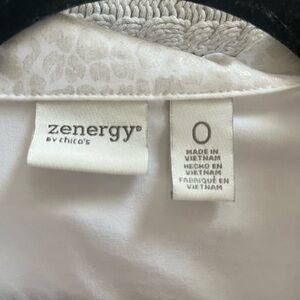 zenergy®
BY chico's
0
MADE IN
VIETNAM
HECHO EN
VIETNAM
FABRIQUÉ EN
VIETNAM